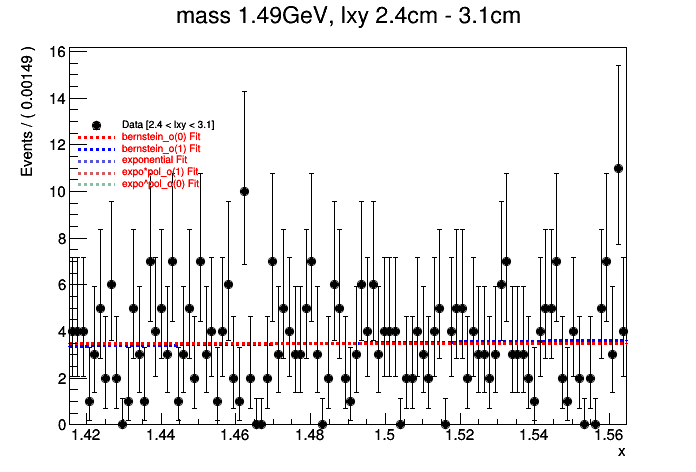 mass 1.49GeV, lxy 2.4cm - 3.1cm
Events / ( 0.00149 )
16
14
12
10
8
6
4
2
0
Data [2.4 < lxy < 3.1]
bernstein_o(0) Fit
bernstein_o(1) Fit
exponential Fit
expo*pol_o(1) Fit
expo^pol_o(0) Fit
1.42 1.44 1.46 1.48 1.5 1.52 1.54 1.56
x